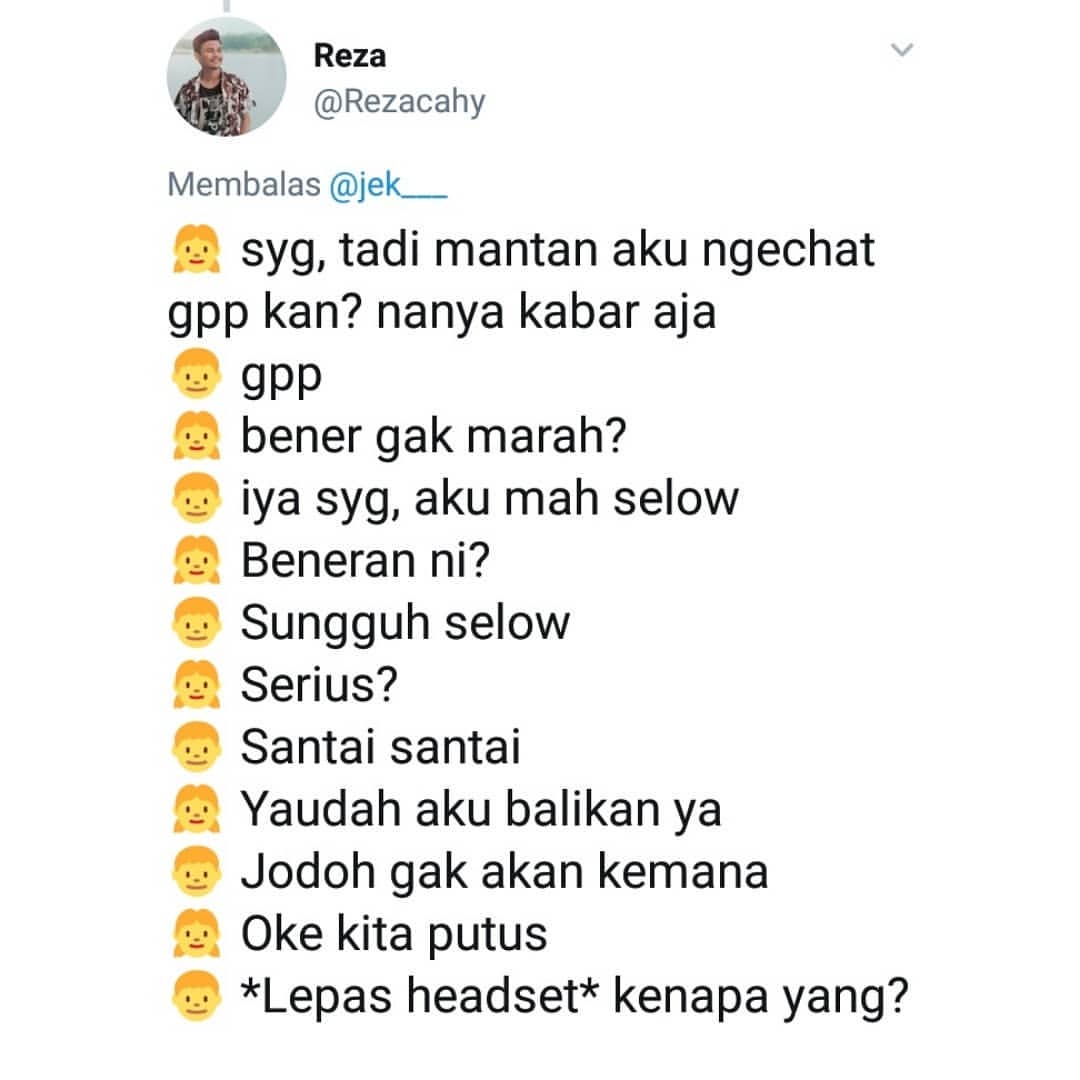 Reza
@Rezacahy
Membalas @jek___
👧 syg, tadi mantan aku ngechat
gpp kan? nanya kabar aja
👦 gpp
👧 bener gak marah?
👦 iya syg, aku mah selow
👧 Beneran ni?
👦 Sungguh selow
👧 Serius?
👦 Santai santai
👧 Yaudah aku balikan ya
👦 Jodoh gak akan kemana
👧 Oke kita putus
👦 *Lepas headset* kenapa yang?